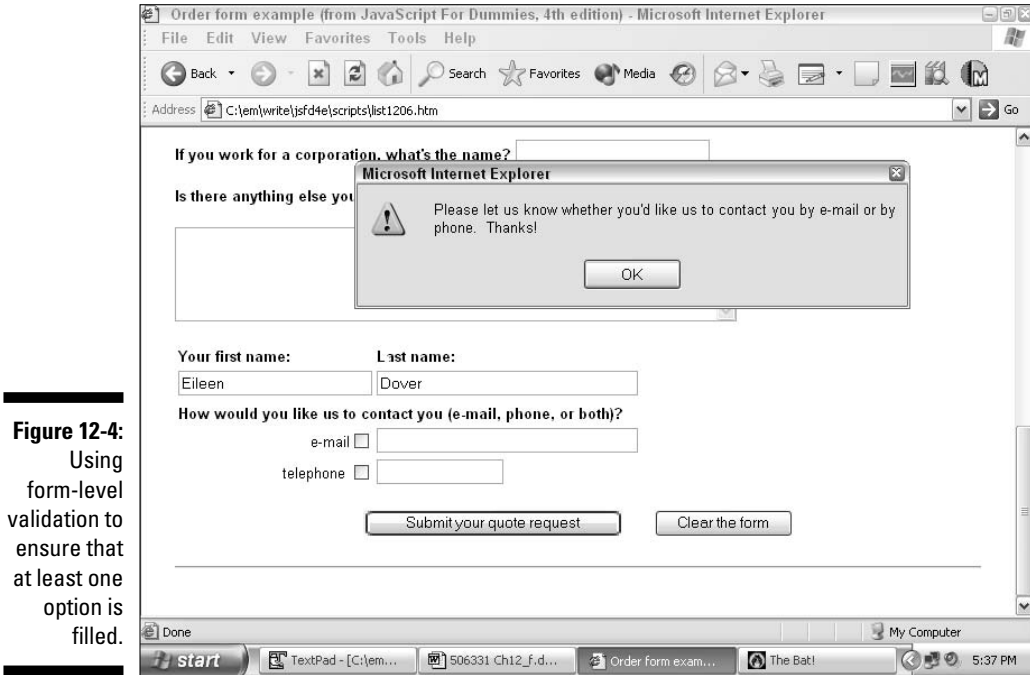 Order form example (from JavaScript For Dummies, 4th edition) - Microsoft Internet Explorer
File Edit View Favorites Tools Help
Back Search Favorites Media
Address C:\em\write\jsfd4e\scripts\list1206.htm Go
If you work for a corporation, what's the name?
Is there anything else you
Microsoft Internet Explorer
Please let us know whether you'd like us to contact you by e-mail or by
phone. Thanks!
OK
Your first name: Last name:
Eileen Dover
How would you like us to contact you (e-mail, phone, or both)?
e-mail
telephone
Submit your quote request Clear the form
Done My Computer
start TextPad - [C:\em... 506331 Ch12_f.d... Order form exam... The Bat! 5:37 PM
Figure 12-4:
Using
form-level
validation to
ensure that
at least one
option is
filled.